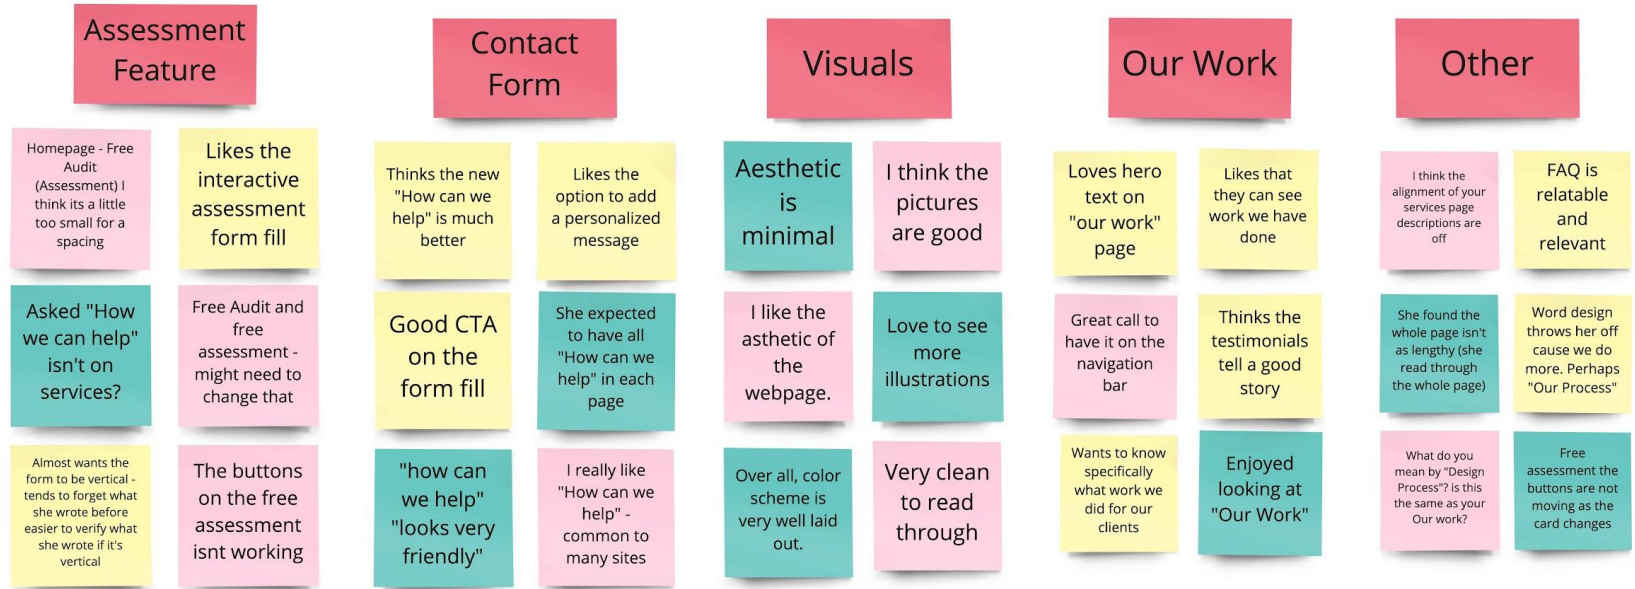 Assessment
Feature
Homepage - Free
Audit
(Assessment) I
think its a little
too small for a
spacing
Likes the
interactive
assessment
form fill
Asked "How
we can help"
isn't on
services?
Free Audit and
free
assessment -
might need to
change that
Almost wants the
form to be vertical -
tends to forget what
she wrote before
easier to verify what
she wrote if it's
vertical
The buttons
on the free
assessment
isnt working
Contact
Form
Thinks the new
"How can we
help" is much
better
Likes the
option to add
a personalized
message
Good CTA
on the
form fill
She expected
to have all
"How can we
help" in each
page
"how can
we help"
"looks very
friendly"
I really like
"How can we
help" -
common to
many sites
Visuals
Aesthetic
is
minimal
I think the
pictures
are good
I like the
asthetic of
the
webpage.
Love to see
more
illustrations
Over all, color
scheme is
very well laid
out.
Very clean
to read
through
Our Work
Loves hero
text on
"our work"
page
Likes that
they can see
work we have
done
Great call to
have it on the
navigation
bar
Thinks the
testimonials
tell a good
story
Wants to know
specifically
what work we
did for our
clients
Enjoyed
looking at
"Our Work"
Other
I think the
alignment of your
services page
descriptions are
off
FAQ is
relatable
and
relevant
She found the
whole page isn't
as lengthy (she
read through
the whole page)
Word design
throws her off
cause we do
more. Perhaps
"Our Process"
What do you
mean by "Design
Process"? is this
the same as your
Our work?
Free
assessment the
buttons are not
moving as the
card changes